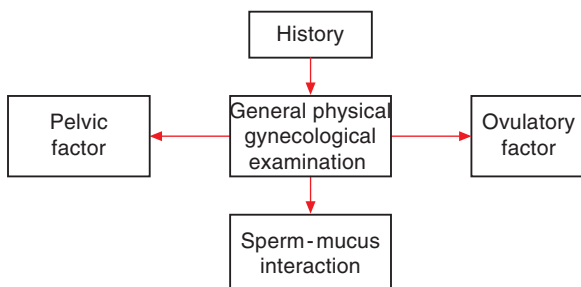 History
General physical
gynecological
examination
Pelvic
factor
Ovulatory
factor
Sperm-mucus
interaction